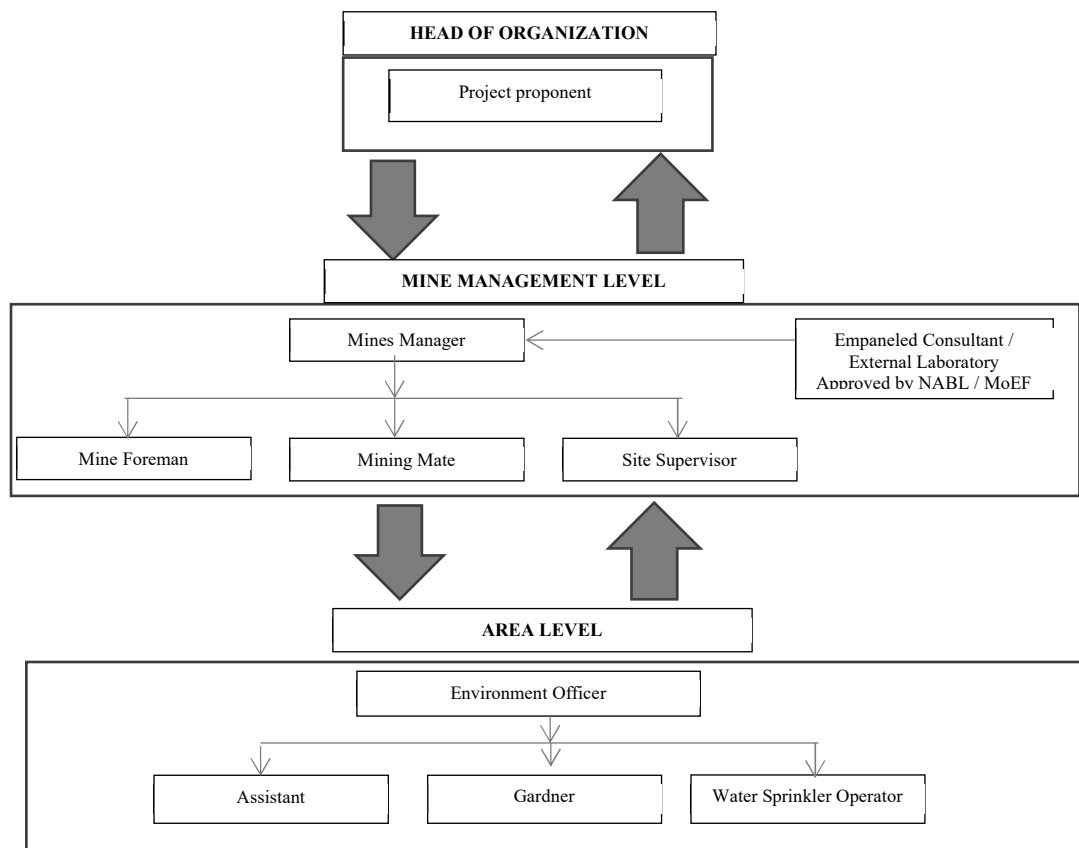 HEAD OF ORGANIZATION
Project proponent
MINE MANAGEMENT LEVEL
Mines Manager
Empaneled Consultant /
External Laboratory
Approved by NABL / MoEF
Mine Foreman
Mining Mate
Site Supervisor
AREA LEVEL
Environment Officer
Assistant
Gardner
Water Sprinkler Operator